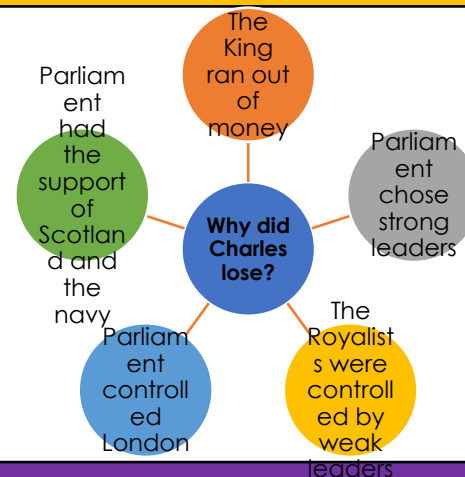 The
King
ran out
of
money
Parliam
ent
chose
strong
leaders
The
Royalist
s were
controll
ed by
weak
leaders
Parliam
ent
controll
ed
London
Parliam
ent
had
the
support
of
Scotlan
d and
the
navy
Why did
Charles
lose?